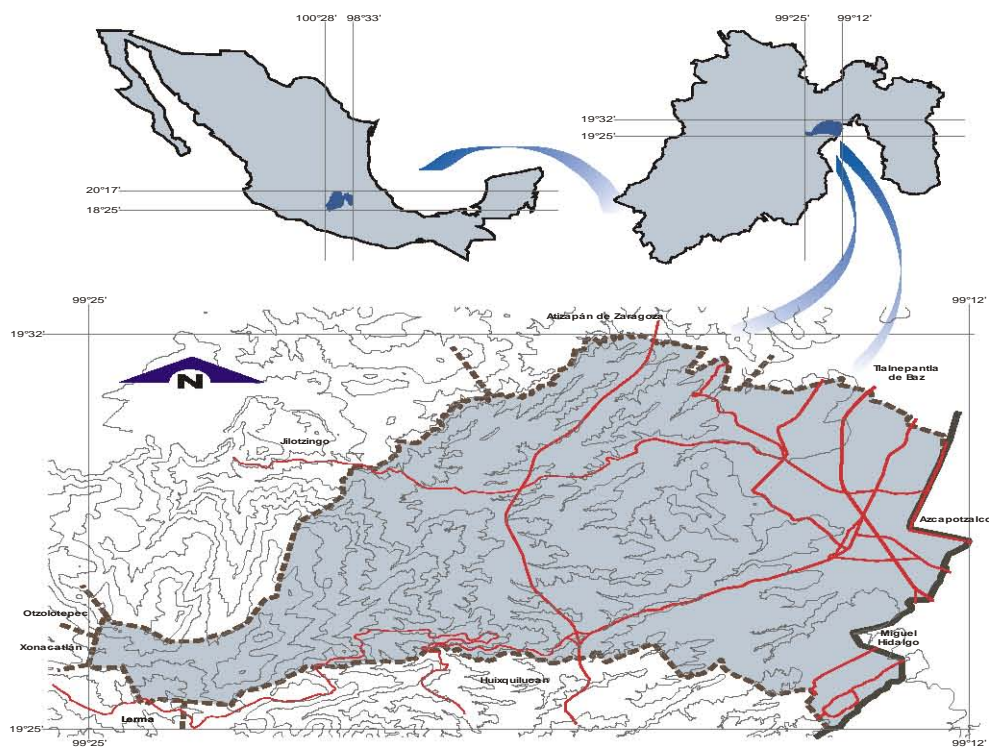 100°28'
98°33'
99°25'
99°12'
19°32'
19°25'
20°17'
18°25'
99°25'
99°12'
19°32'
Atizapán de Zaragoza
N
Tlalnepantla
de Baz
Jilotzingo
Azcapotzalco
Otzolotepec
Xonacatlán
Miguel
Hidalgo
Huixquilucan
Lerma
19°25'
99°25'
99°12'